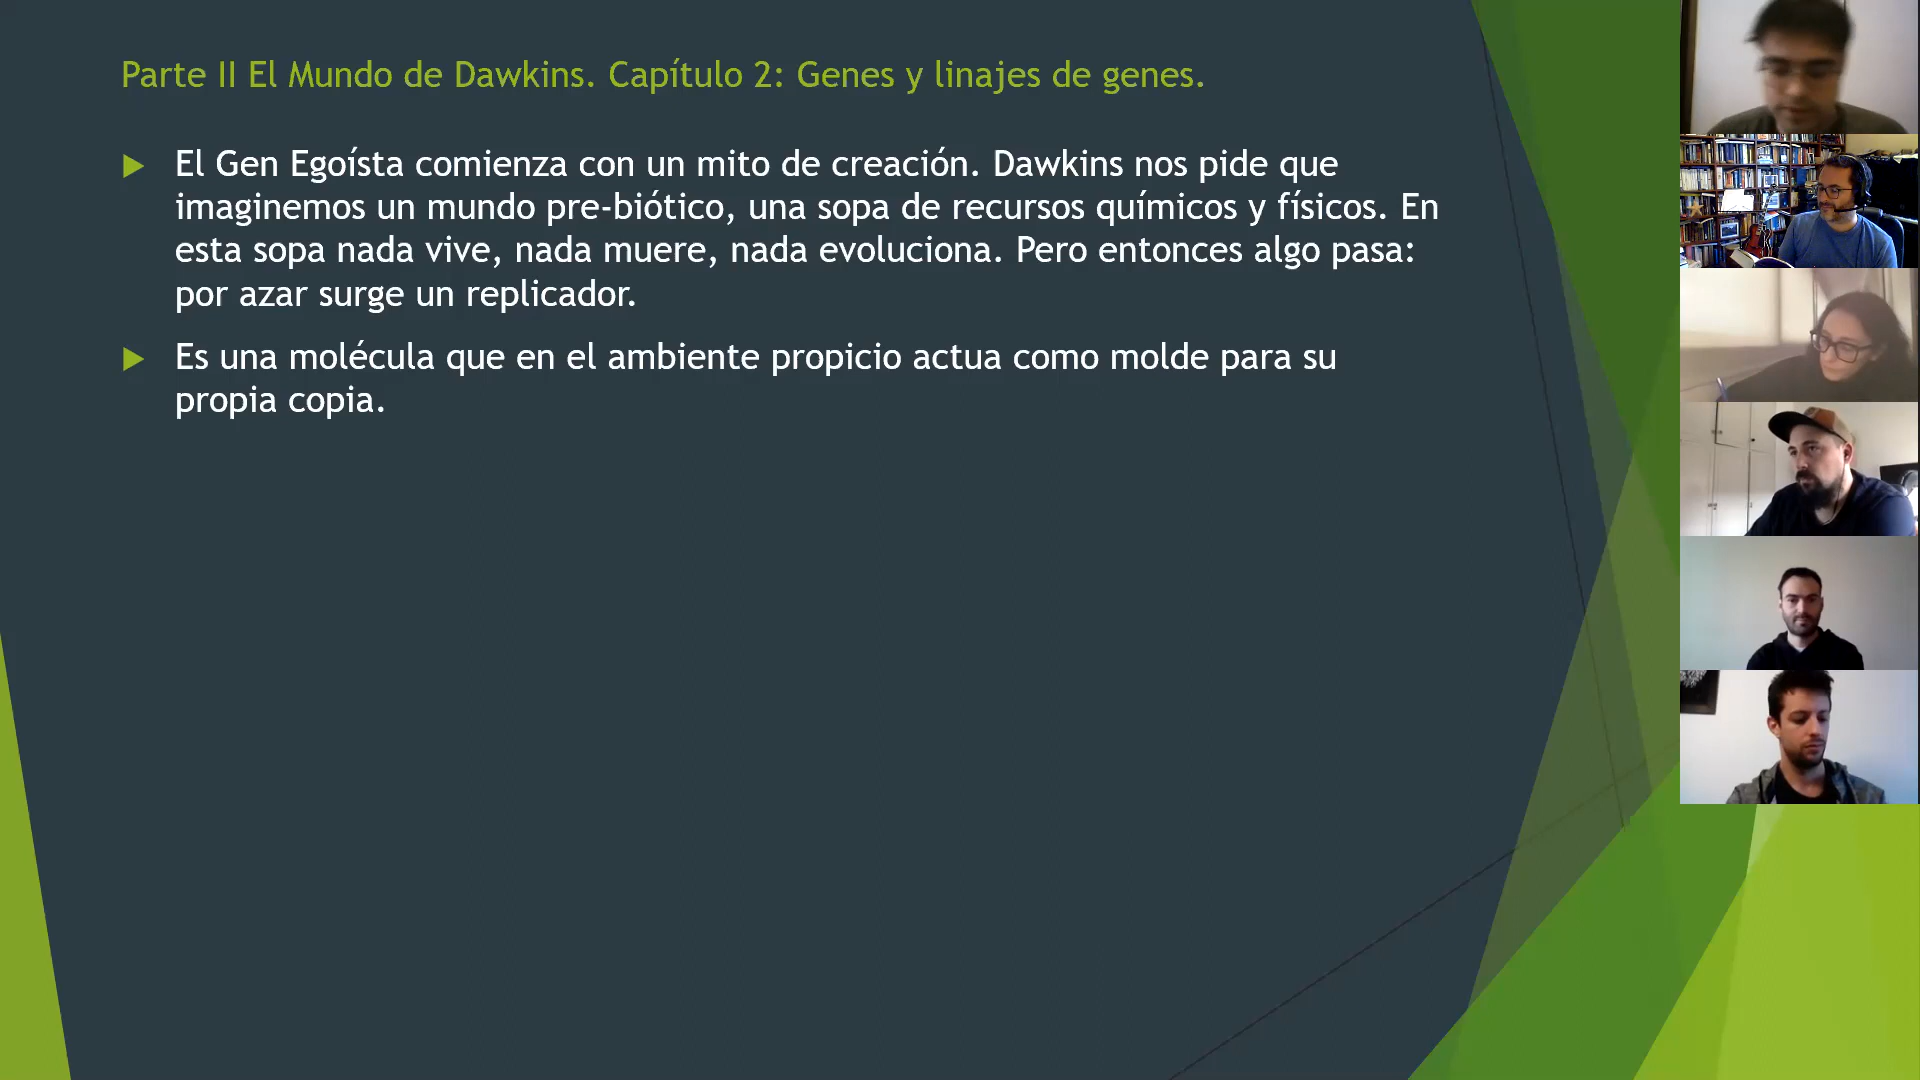 Parte II El Mundo de Dawkins. Capítulo 2: Genes y linajes de genes.
El Gen Egoísta comienza con un mito de creación. Dawkins nos pide que
imaginemos un mundo pre-biótico, una sopa de recursos químicos y físicos. En
esta sopa nada vive, nada muere, nada evoluciona. Pero entonces algo pasa:
por azar surge un replicador.
Es una molécula que en el ambiente propicio actua como molde para su
propia copia.